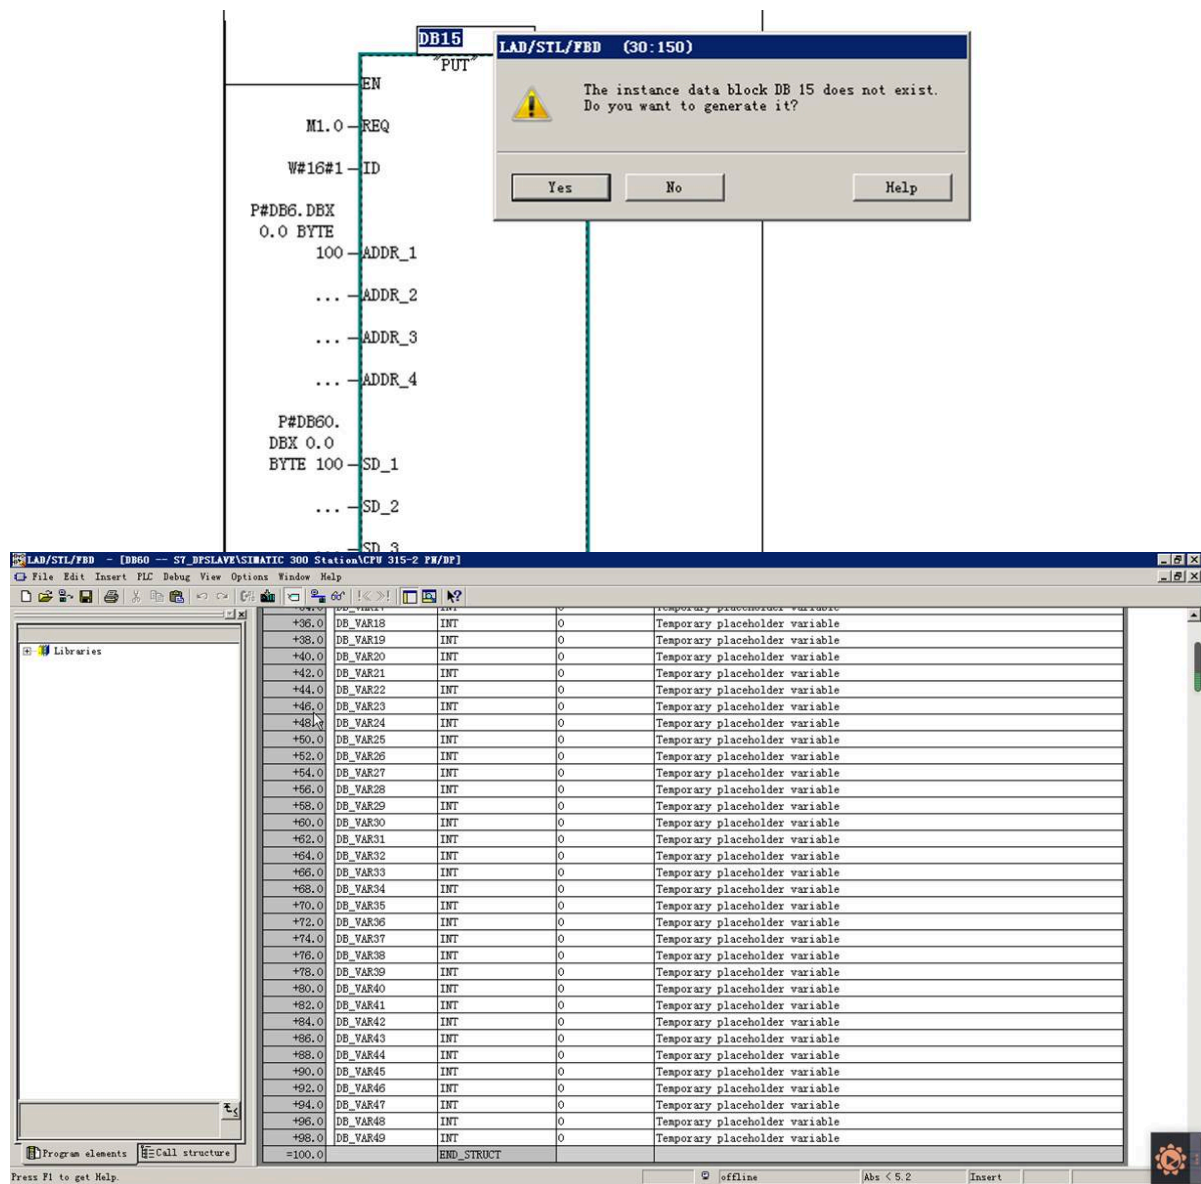 DB15
"PUT"
EN
M1.0
REQ
W#16#1
ID
P#DB6.DBX
0.0 BYTE
100
ADDR_1
...
ADDR_2
...
ADDR_3
...
ADDR_4
P#DB60.
DBX 0.0
BYTE 100
SD_1
...
SD_2
SD_3
LAD/STL/FBD (30:150)
The instance data block DB 15 does not exist.
Do you want to generate it?
Yes No Help
LAD/STL/FBD - [DB60 -- S7_DPSLAVE\SIMATIC 300 Station\CPU 315-2 PN/DP]
File Edit Insert PLC Debug View Options Window Help
Libraries
+34.0 DB_VAR17 INT 0 Temporary placeholder variable
+36.0 DB_VAR18 INT 0 Temporary placeholder variable
+38.0 DB_VAR19 INT 0 Temporary placeholder variable
+40.0 DB_VAR20 INT 0 Temporary placeholder variable
+42.0 DB_VAR21 INT 0 Temporary placeholder variable
+44.0 DB_VAR22 INT 0 Temporary placeholder variable
+46.0 DB_VAR23 INT 0 Temporary placeholder variable
+48.0 DB_VAR24 INT 0 Temporary placeholder variable
+50.0 DB_VAR25 INT 0 Temporary placeholder variable
+52.0 DB_VAR26 INT 0 Temporary placeholder variable
+54.0 DB_VAR27 INT 0 Temporary placeholder variable
+56.0 DB_VAR28 INT 0 Temporary placeholder variable
+58.0 DB_VAR29 INT 0 Temporary placeholder variable
+60.0 DB_VAR30 INT 0 Temporary placeholder variable
+62.0 DB_VAR31 INT 0 Temporary placeholder variable
+64.0 DB_VAR32 INT 0 Temporary placeholder variable
+66.0 DB_VAR33 INT 0 Temporary placeholder variable
+68.0 DB_VAR34 INT 0 Temporary placeholder variable
+70.0 DB_VAR35 INT 0 Temporary placeholder variable
+72.0 DB_VAR36 INT 0 Temporary placeholder variable
+74.0 DB_VAR37 INT 0 Temporary placeholder variable
+76.0 DB_VAR38 INT 0 Temporary placeholder variable
+78.0 DB_VAR39 INT 0 Temporary placeholder variable
+80.0 DB_VAR40 INT 0 Temporary placeholder variable
+82.0 DB_VAR41 INT 0 Temporary placeholder variable
+84.0 DB_VAR42 INT 0 Temporary placeholder variable
+86.0 DB_VAR43 INT 0 Temporary placeholder variable
+88.0 DB_VAR44 INT 0 Temporary placeholder variable
+90.0 DB_VAR45 INT 0 Temporary placeholder variable
+92.0 DB_VAR46 INT 0 Temporary placeholder variable
+94.0 DB_VAR47 INT 0 Temporary placeholder variable
+96.0 DB_VAR48 INT 0 Temporary placeholder variable
+98.0 DB_VAR49 INT 0 Temporary placeholder variable
=100.0 END_STRUCT
Program elements Call structure
Press F1 to get Help. offline Abs < 5.2 Insert